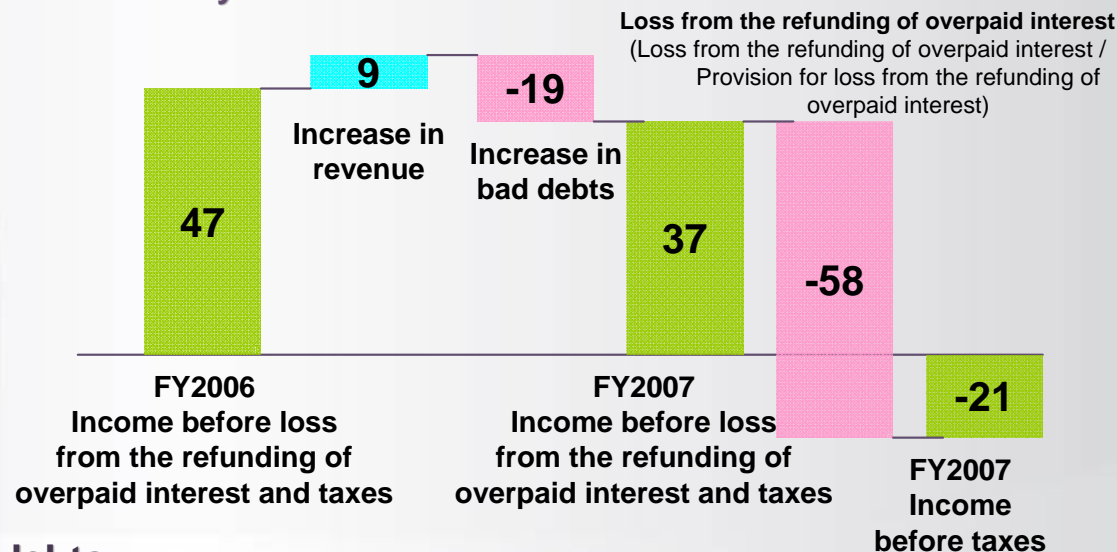 Loss from the refunding of overpaid interest
(Loss from the refunding of overpaid interest /
Provision for loss from the refunding of
overpaid interest)
9
-19
Increase in
revenue
Increase in
bad debts
47
37
-58
-21
FY2006
Income before loss
from the refunding of
overpaid interest and taxes
FY2007
Income before loss
from the refunding of
overpaid interest and taxes
FY2007
Income
before taxes